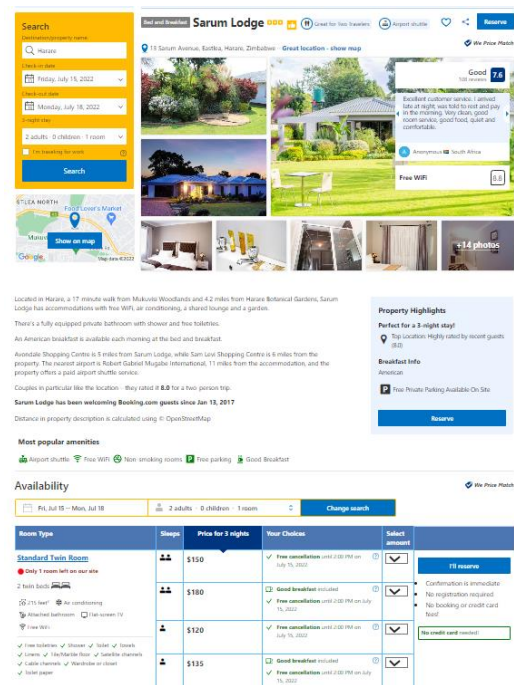 Search
Destination/property name:
Harare
Check-in date
Friday, July 15, 2022
Check-out date
Monday, July 18, 2022
3-night stay
2 adults · 0 children · 1 room
I'm traveling for work
Search
Food Lover's Market
Show on map
Google
Bed and Breakfast
Sarum Lodge
Great for Two Travelers
Airport shuttle
Reserve
19 Sarum Avenue, Eastlea, Harare, Zimbabwe – Great location - show map
We Price Match
Good
7.6
Excellent customer service. I arrived
late at night, was told to rest and pay
in the morning. Very clean, good
room service, good food, quiet and
comfortable.
Anonymous South Africa
Free WiFi
8.8
+14 photos
Located in Harare, a 17-minute walk from Mukuvisi Woodlands and 4.2 miles from Harare Botanical Gardens, Sarum
Lodge has accommodations with free WiFi, air conditioning, a shared lounge and a garden.
There's a fully equipped private bathroom with shower and free toiletries.
An American breakfast is available each morning at the bed and breakfast.
Avondale Shopping Centre is 5 miles from Sarum Lodge, while Sam Levi Shopping Centre is 6 miles from the
property. The nearest airport is Robert Gabriel Mugabe International, 11 miles from the accommodation, and the
property offers a paid airport shuttle service.
Couples in particular like the location – they rated it 8.0 for a two-person trip.
Sarum Lodge has been welcoming Booking.com guests since Jan 13, 2017
Distance in property description is calculated using © OpenStreetMap
Property Highlights
Perfect for a 3-night stay!
Top Location: Highly rated by recent guests
(8.0)
Breakfast Info
American
P Free Private Parking Available On Site
Reserve
Most popular amenities
Airport shuttle Free WiFi Non-smoking rooms P Free parking Good Breakfast
Availability
We Price Match
Fri, Jul 15 — Mon, Jul 18
2 adults · 0 children · 1 room
Change search
Room Type
Sleeps
Price for 3 nights
Your Choices
Select
amount
Standard Twin Room
Only 1 room left on our site
2 twin beds
215 feet² Air conditioning
Attached bathroom Flat-screen TV
Free WiFi
Free toiletries Shower Toilet Towels
Linens Tile/Marble floor Satellite channels
Cable channels Wardrobe or closet
Toilet paper
$150
Free cancellation until 2:00 PM on
July 15, 2022
$180
Good breakfast included
Free cancellation until 2:00 PM on July
15, 2022
$120
Free cancellation until 2:00 PM on
July 15, 2022
$135
Good breakfast included
Free cancellation until 2:00 PM on July
15, 2022
I'll reserve
Confirmation is immediate
No registration required
No booking or credit card
fees!
No credit card needed!